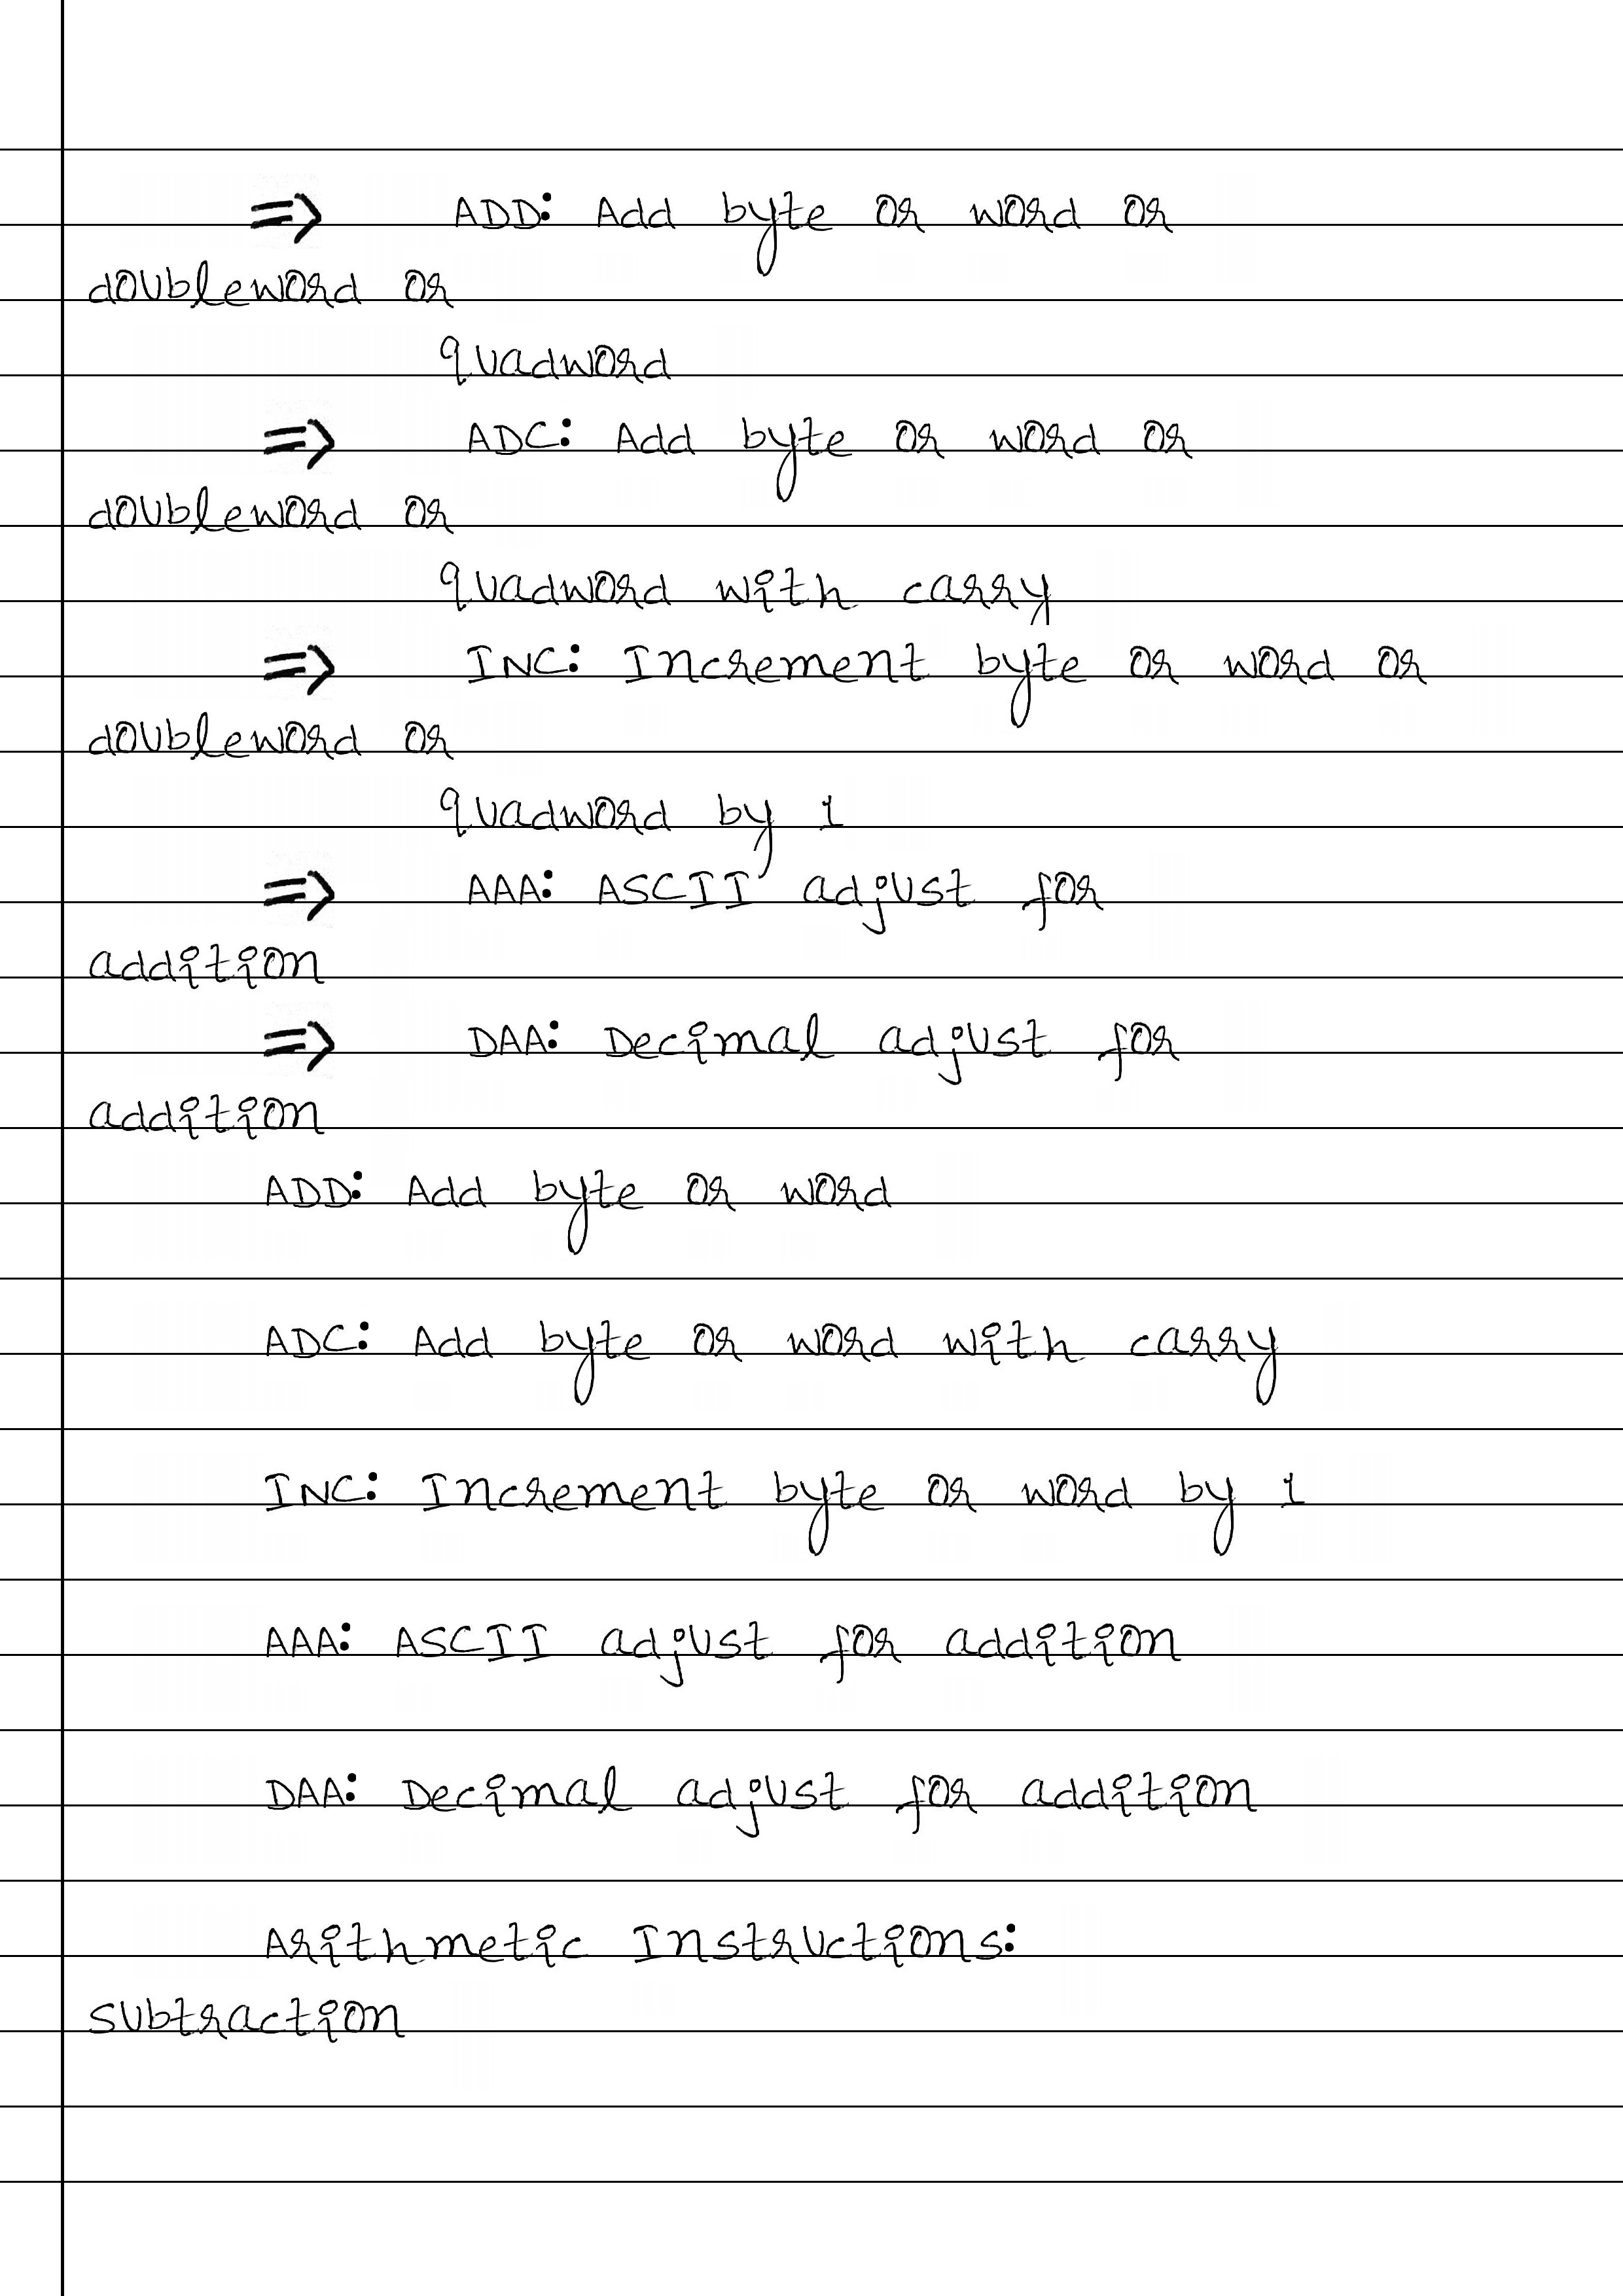 ⇒ ADD: Add byte or word or
doubleword or
quadword
⇒ ADC: Add byte or word or
doubleword or
quadword with carry
⇒ INC: Increment byte or word or
doubleword or
quadword by 1
⇒ AAA: ASCII adjust for
addition
⇒ DAA: Decimal adjust for
addition
ADD: Add byte or word
ADC: Add byte or word with carry
INC: Increment byte or word by 1
AAA: ASCII adjust for addition
DAA: Decimal adjust for addition
Arithmetic Instructions:
subtraction